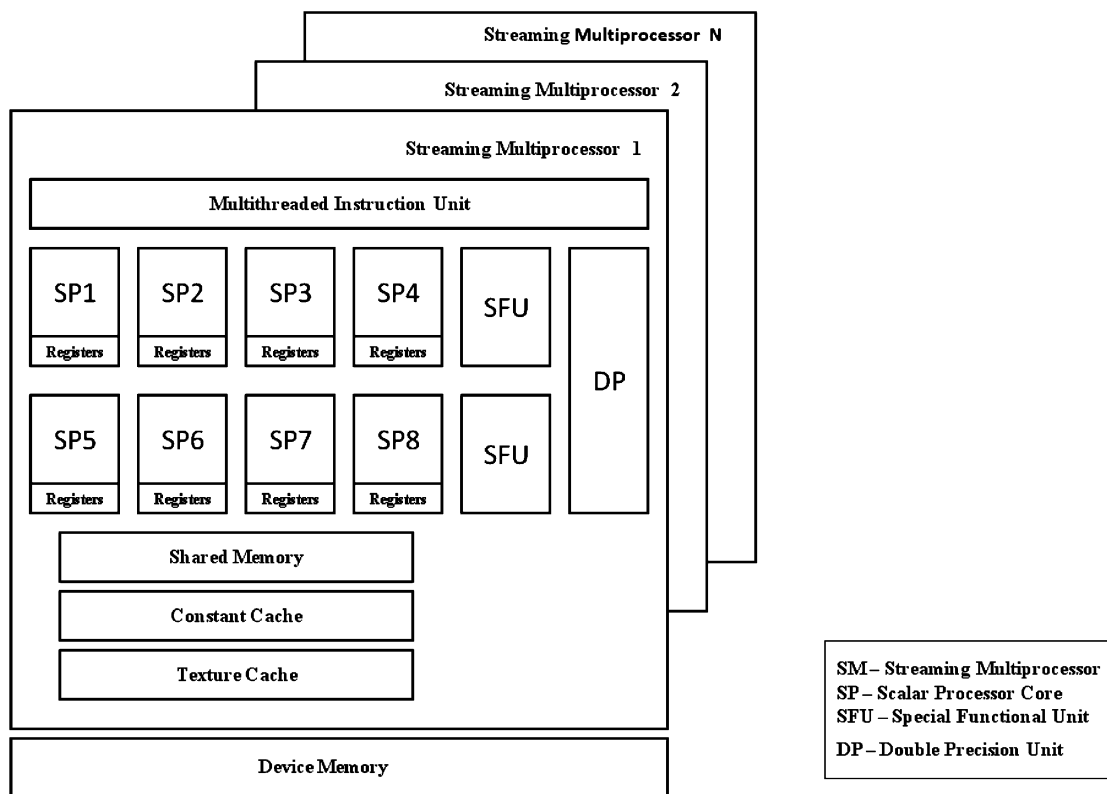 Streaming Multiprocessor N
Streaming Multiprocessor 2
Streaming Multiprocessor 1
Multithreaded Instruction Unit
SP1 SP2 SP3 SP4 SFU
Registers Registers Registers Registers
DP
SP5 SP6 SP7 SP8 SFU
Registers Registers Registers Registers
Shared Memory
Constant Cache
Texture Cache
Device Memory
SM – Streaming Multiprocessor
SP – Scalar Processor Core
SFU – Special Functional Unit
DP – Double Precision Unit